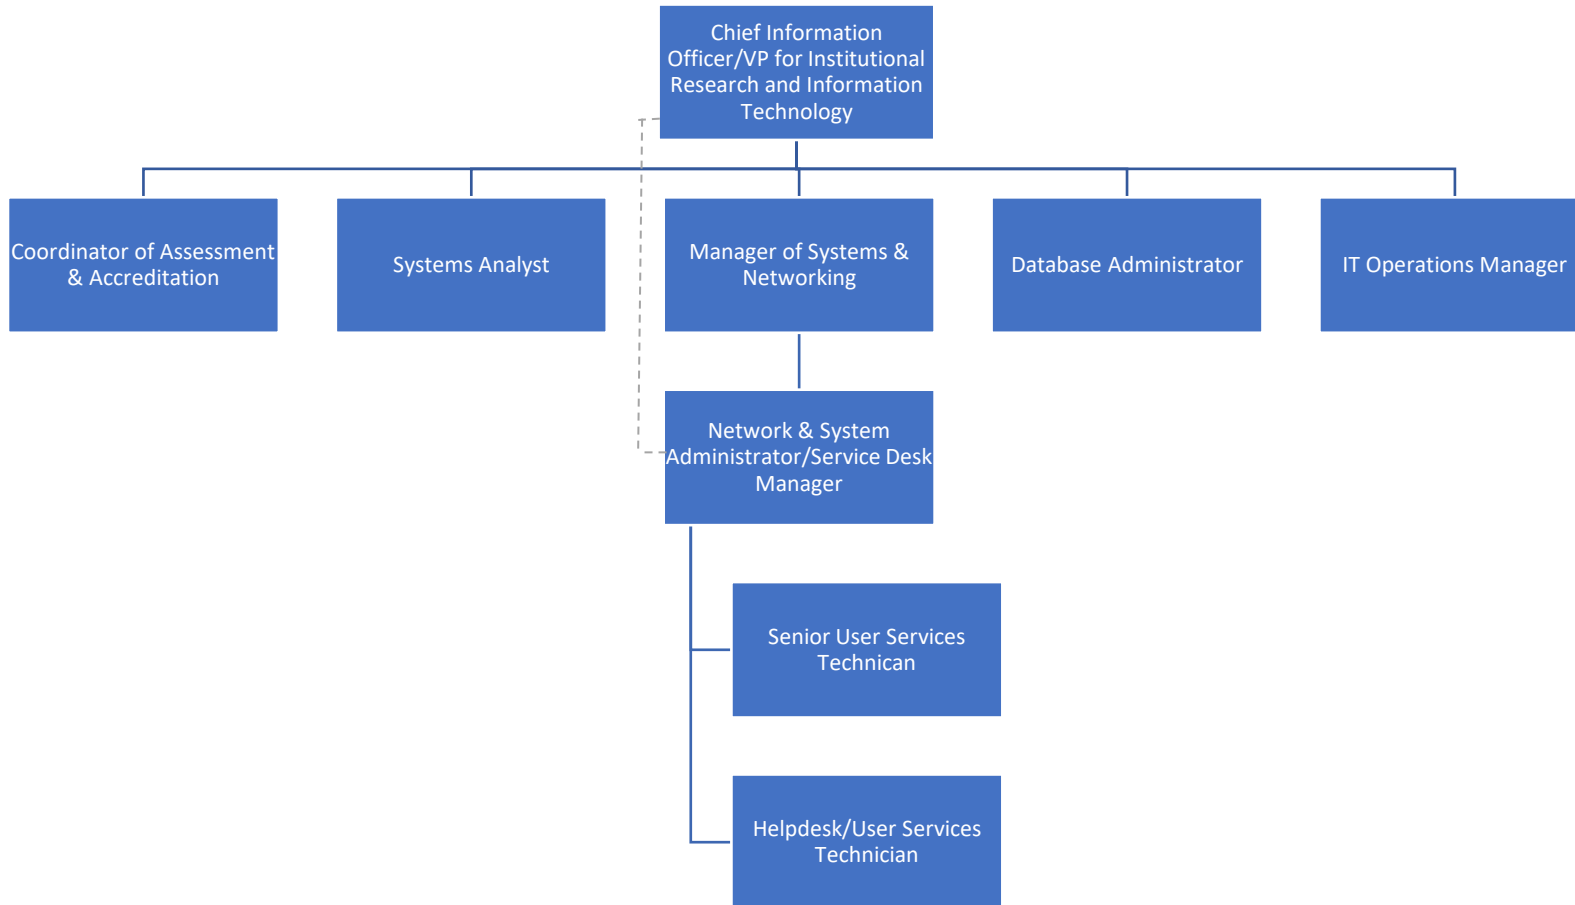 Chief Information
Officer/VP for Institutional
Research and Information
Technology
Coordinator of Assessment
& Accreditation
Systems Analyst
Manager of Systems &
Networking
Database Administrator
IT Operations Manager
Network & System
Administrator/Service Desk
Manager
Senior User Services
Technican
Helpdesk/User Services
Technician